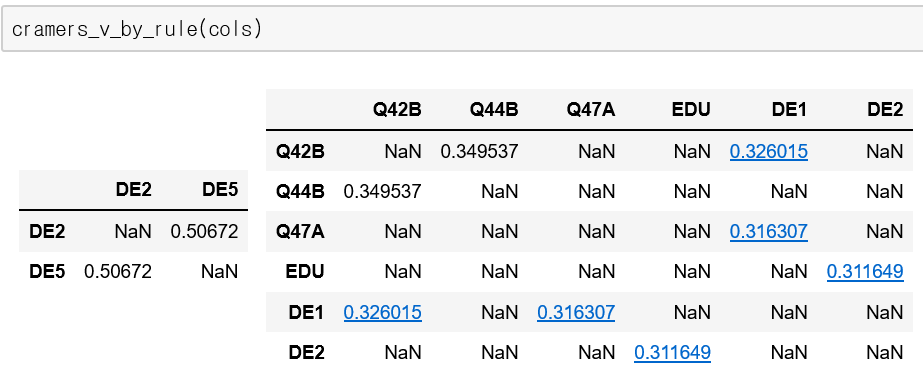 cramers_v_by_rule(cols)
DE2 DE5
DE2 NaN 0.50672
DE5 0.50672 NaN
Q42B Q44B Q47A EDU DE1 DE2
Q42B NaN 0.349537 NaN NaN 0.326015 NaN
Q44B 0.349537 NaN NaN NaN NaN NaN
Q47A NaN NaN NaN NaN 0.316307 NaN
EDU NaN NaN NaN NaN NaN 0.311649
DE1 0.326015 NaN 0.316307 NaN NaN NaN
DE2 NaN NaN NaN 0.311649 NaN NaN